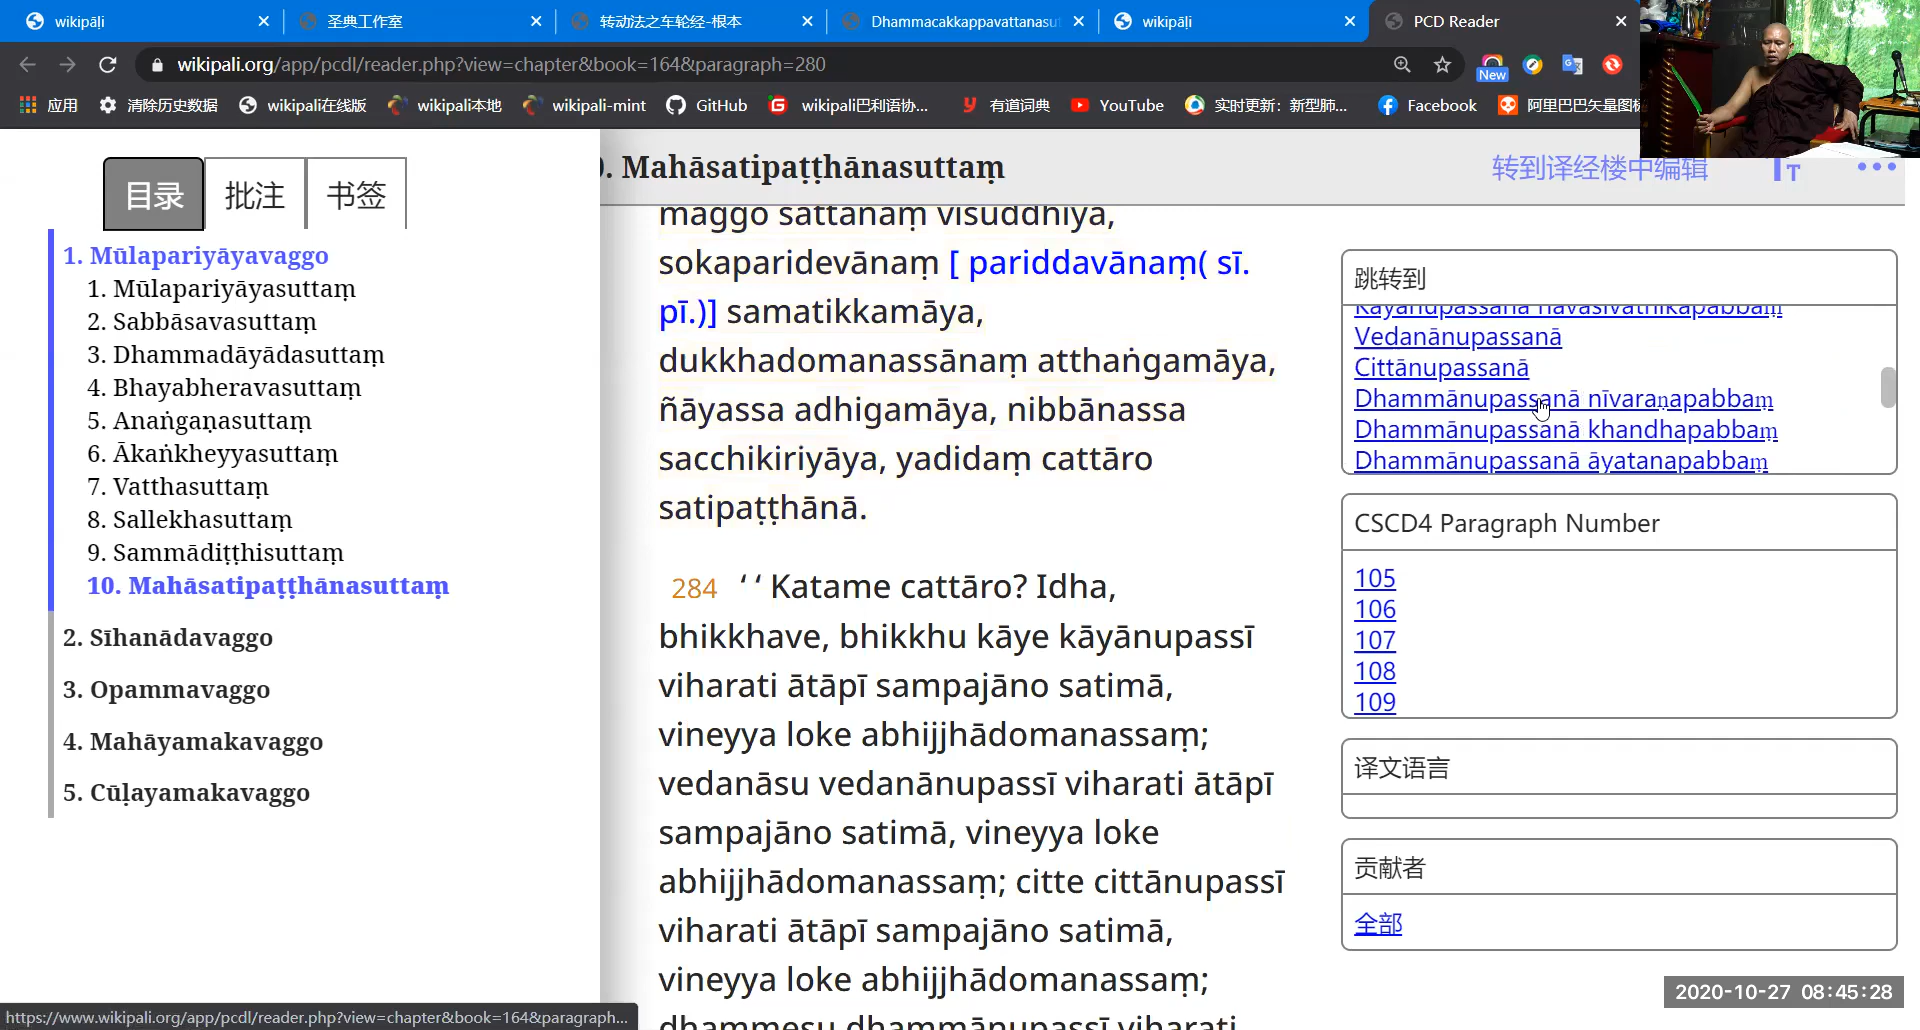 wikipāḷi
圣典工作室
转动法之车轮经-根本
Dhammacakkappavattanasu
wikipāḷi
PCD Reader
wikipali.org/app/pcdl/reader.php?view=chapter&book=164&paragraph=280
New
应用
清除历史数据
wikipali在线版
wikipali本地
wikipali-mint
GitHub
wikipali巴利语协...
有道词典
YouTube
实时更新：新型肺...
Facebook
阿里巴巴矢量图标
目录
批注
书签
1. Mūlapariyāyavaggo
1. Mūlapariyāyasuttaṃ
2. Sabbāsavasuttaṃ
3. Dhammadāyādasuttaṃ
4. Bhayabheravasuttaṃ
5. Anaṅgaṇasuttaṃ
6. Ākaṅkheyyasuttaṃ
7. Vatthasuttaṃ
8. Sallekhasuttaṃ
9. Sammādiṭṭhisuttaṃ
10. Mahāsatipaṭṭhānasuttaṃ
2. Sīhanādavaggo
3. Opammavaggo
4. Mahāyamakavaggo
5. Cūḷayamakavaggo
0. Mahāsatipaṭṭhānasuttaṃ
转到译经楼中编辑
maggo sattānaṃ visuddhiyā,
sokaparidevānaṃ [ pariddavānaṃ( sī.
pī.)] samatikkamāya,
dukkhadomanassānaṃ atthaṅgamāya,
ñāyassa adhigamāya, nibbānassa
sacchikiriyāya, yadidaṃ cattāro
satipaṭṭhānā.
284 ‘ ‘ Katame cattāro? Idha,
bhikkhave, bhikkhu kāye kāyānupassī
viharati ātāpī sampajāno satimā,
vineyya loke abhijjhādomanassaṃ;
vedanāsu vedanānupassī viharati ātāpī
sampajāno satimā, vineyya loke
abhijjhādomanassaṃ; citte cittānupassī
viharati ātāpī sampajāno satimā,
vineyya loke abhijjhādomanassaṃ;
dhammesu dhammānupassī viharati
跳转到
Kāyānupassanā navasivathikapabbaṃ
Vedanānupassanā
Cittānupassanā
Dhammānupassanā nīvaraṇapabbaṃ
Dhammānupassanā khandhapabbaṃ
Dhammānupassanā āyatanapabbaṃ
CSCD4 Paragraph Number
105
106
107
108
109
译文语言
贡献者
全部
https://www.wikipali.org/app/pcdl/reader.php?view=chapter&book=164&paragraph...
2020-10-27 08:45:28